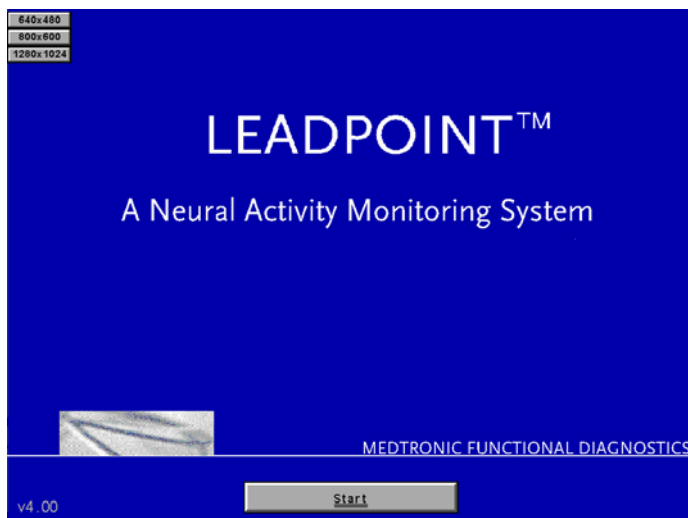 640x480
800x600
1280x1024
LEADPOINT™
A Neural Activity Monitoring System
MEDTRONIC FUNCTIONAL DIAGNOSTICS
Start
v4.00